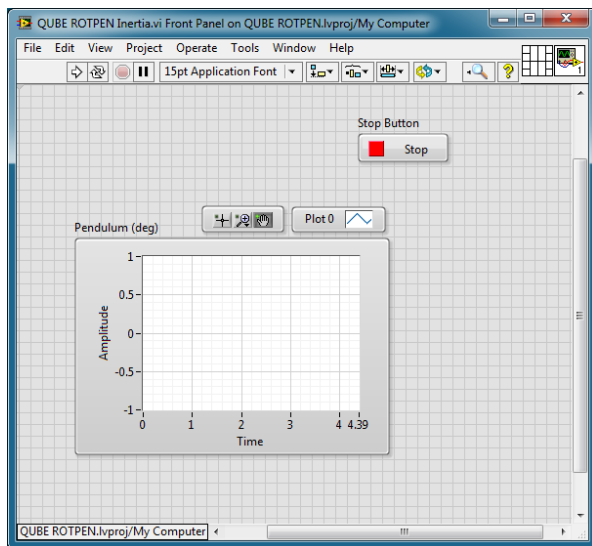 QUBE ROTPEN Inertia.vi Front Panel on QUBE ROTPEN.lvproj/My Computer
File Edit View Project Operate Tools Window Help
15pt Application Font
1
Stop Button
Stop
Plot 0
Pendulum (deg)
1
0.5
0
-0.5
-1
Amplitude
0 1 2 3 4 4.39
Time
QUBE ROTPEN.lvproj/My Computer